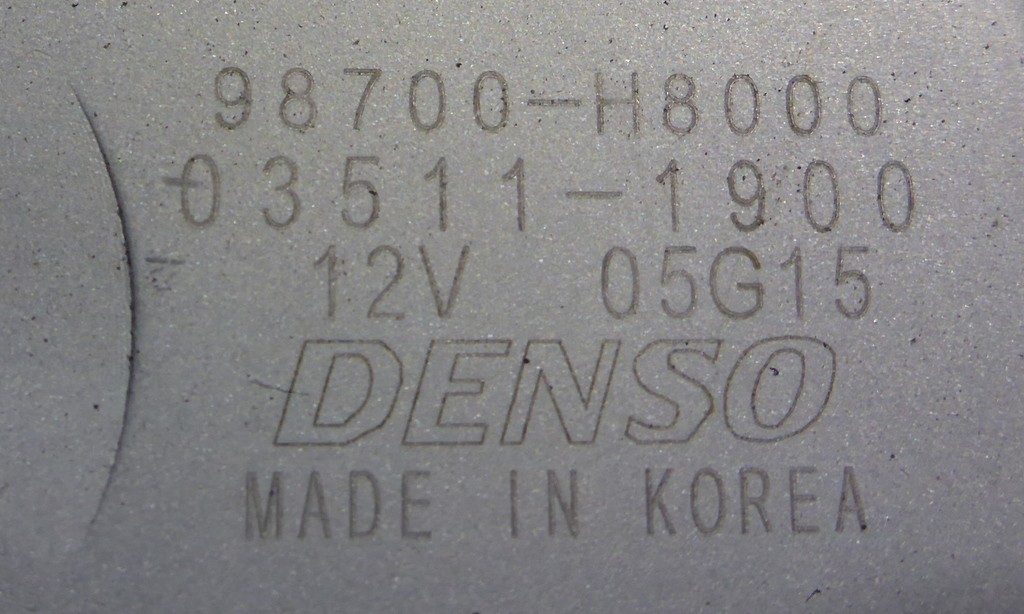 98700-H8000
03511-1900
12V 05G15
DENSO
MADE IN KOREA